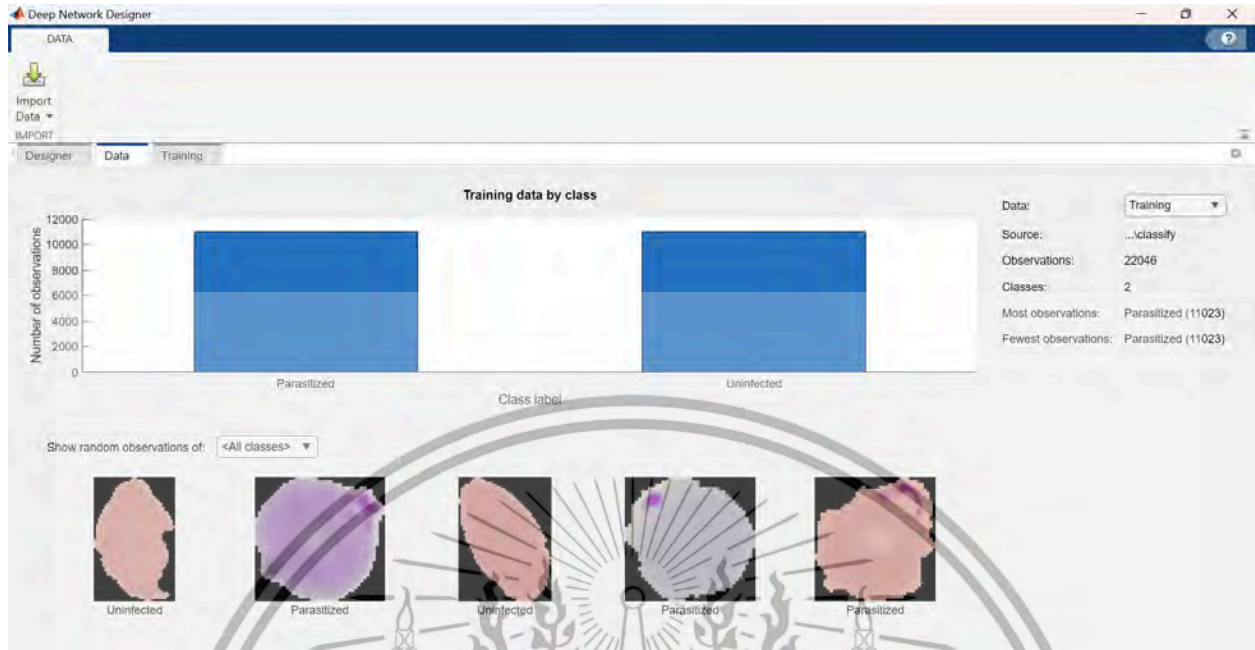 Deep Network Designer
DATA
?
Import
Data
IMPORT
Designer Data Training
Training data by class
12000
10000
8000
6000
4000
2000
0
Number of observations
Parasitized Uninfected
Class label
Data: Training
Source: ...\classify
Observations: 22046
Classes: 2
Most observations: Parasitized (11023)
Fewest observations: Parasitized (11023)
Show random observations of: <All classes>
Uninfected Parasitized Uninfected Parasitized Parasitized